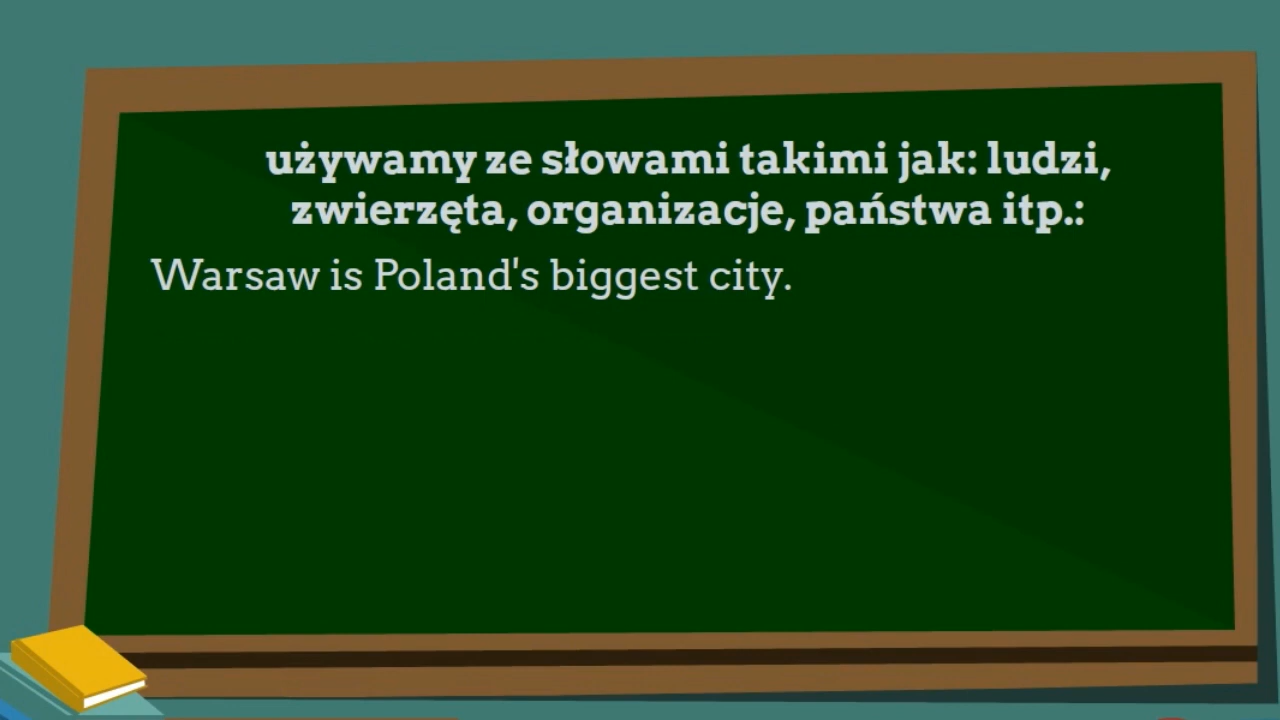 używamy ze słowami takimi jak: ludzi,
zwierzęta, organizacje, państwa itp.:
Warsaw is Poland's biggest city.